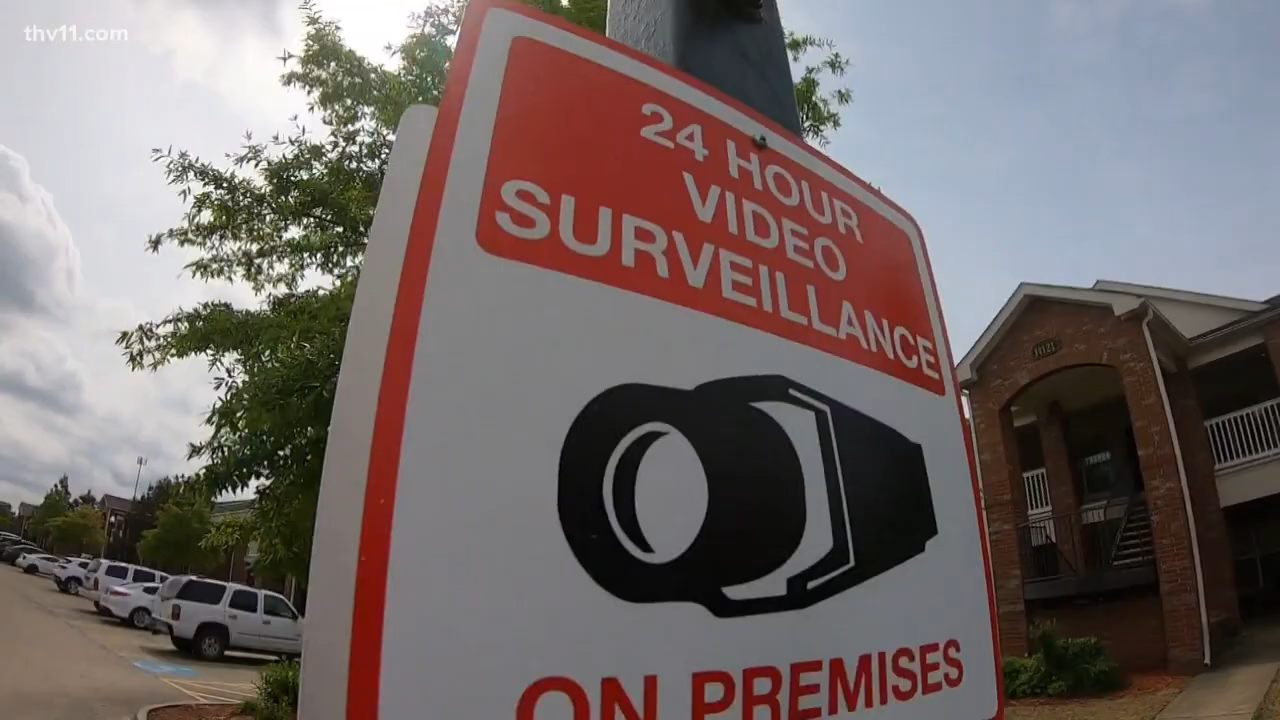 thv11.com
24 HOUR
VIDEO
SURVEILLANCE
ON PREMISES